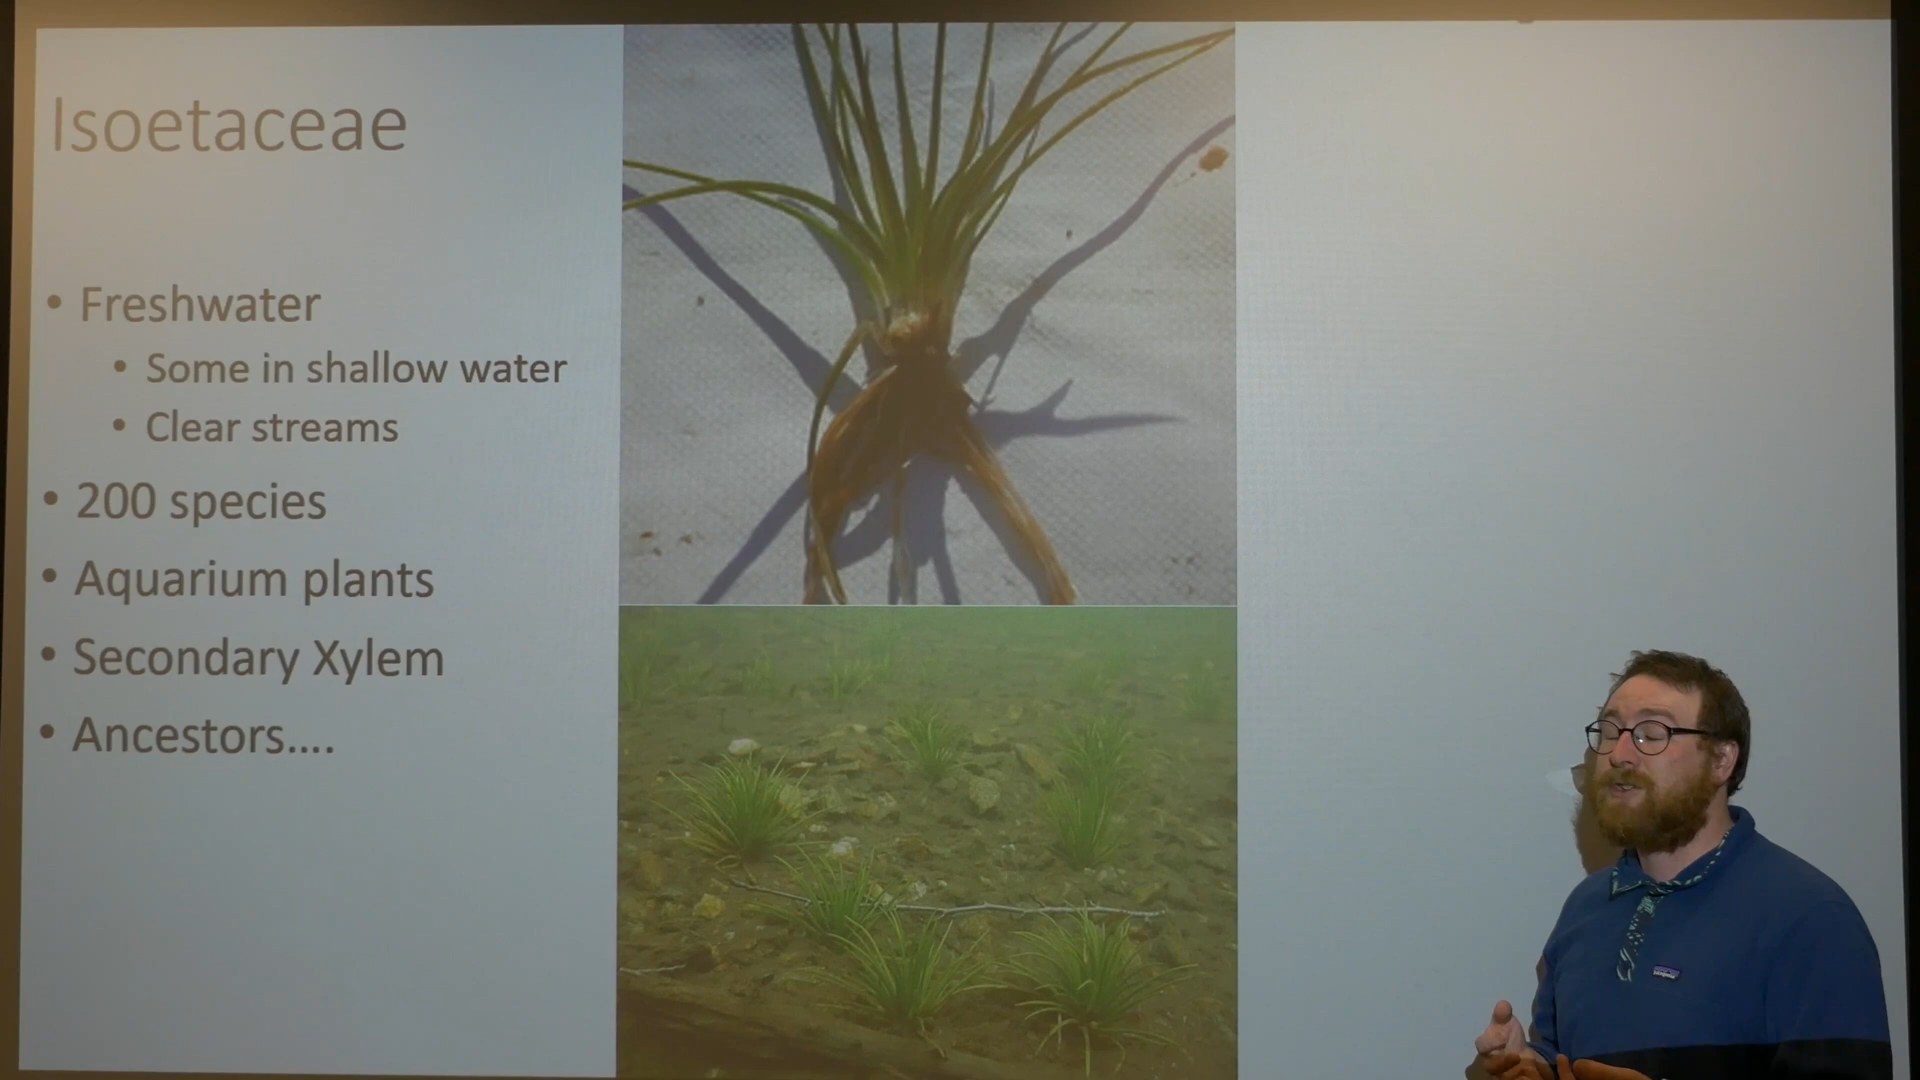 Isoetaceae
• Freshwater
• Some in shallow water
• Clear streams
• 200 species
• Aquarium plants
• Secondary Xylem
• Ancestors....